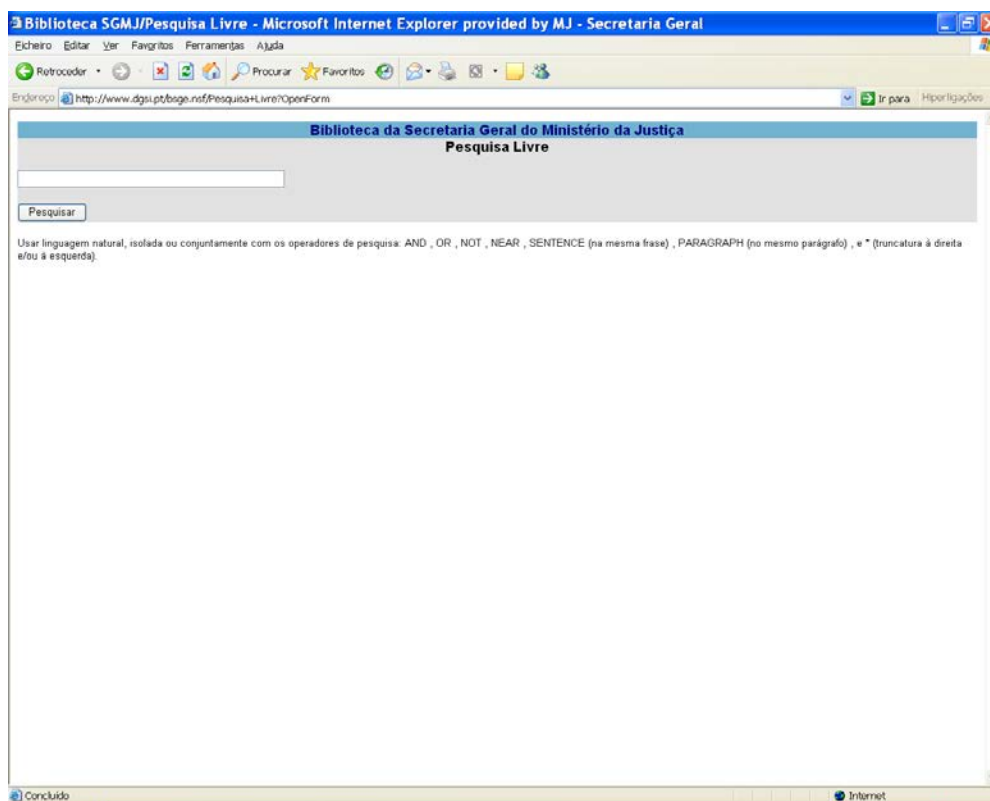 Biblioteca SGMJ/Pesquisa Livre - Microsoft Internet Explorer provided by MJ - Secretaria Geral
Ficheiro Editar Ver Favoritos Ferramentas Ajuda
Retroceder Procurar Favoritos
Endereço http://www.dgsi.pt/bsge.nsf/Pesquisa+Livre?OpenForm Ir para Hiperligações
Biblioteca da Secretaria Geral do Ministério da Justiça
Pesquisa Livre
Pesquisar
Usar linguagem natural, isolada ou conjuntamente com os operadores de pesquisa: AND , OR , NOT , NEAR , SENTENCE (na mesma frase) , PARAGRAPH (no mesmo parágrafo) , e * (truncatura à direita
e/ou à esquerda).
Concluído Internet